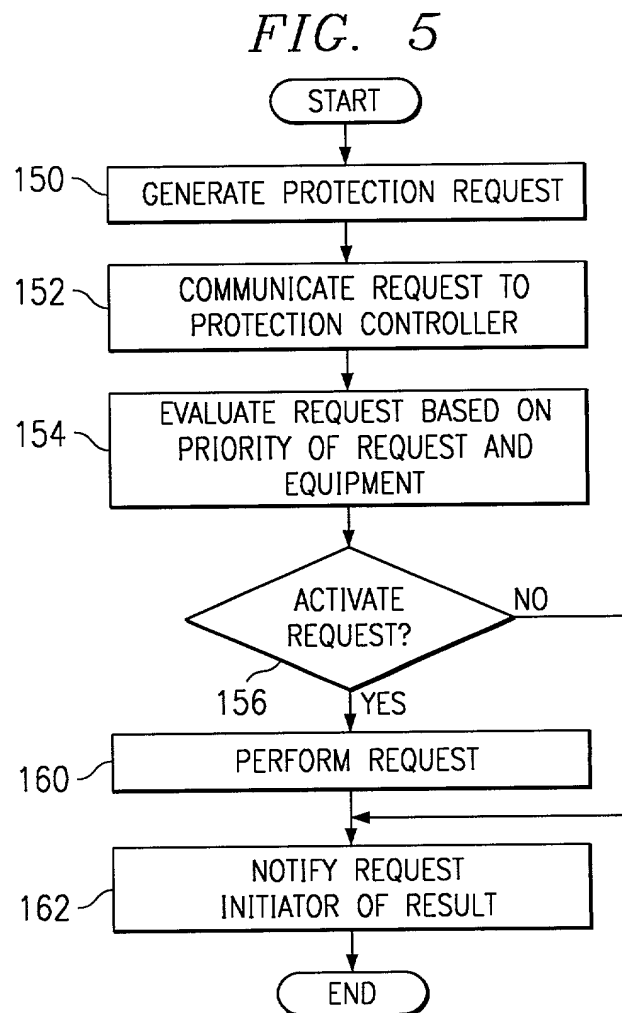 FIG. 5
START
150
GENERATE PROTECTION REQUEST
152
COMMUNICATE REQUEST TO
PROTECTION CONTROLLER
154
EVALUATE REQUEST BASED ON
PRIORITY OF REQUEST AND
EQUIPMENT
ACTIVATE
REQUEST?
NO
156
YES
160
PERFORM REQUEST
162
NOTIFY REQUEST
INITIATOR OF RESULT
END